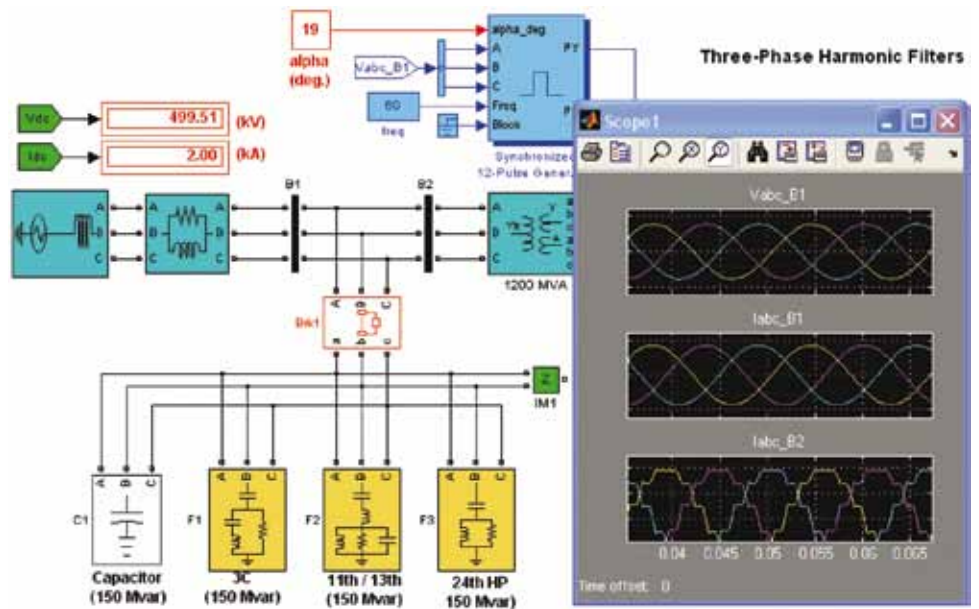 19
alpha
(deg.)
Vabc_B1
60
freq
alpha_deg
A
B
C
Freq
Block
PY
P
Synchronized
12-Pulse Genera
Three-Phase Harmonic Filters
Vdc
499.51
(kV)
Idc
2.00
(kA)
A
B
C
A
B
C
A
B
C
B1
B2
A
B
C
Y
a
b
c
a
b
c
1200 MVA
A
B
C
Brk1
a
b
c
Z
IM1
A
B
C
A
B
C
A
B
C
A
B
C
C1
F1
F2
F3
Capacitor
(150 Mvar)
3C
(150 Mvar)
11th / 13th
(150 Mvar)
24th HP
150 Mvar)
Scope1
Vabc_B1
Iabc_B1
Iabc_B2
0.04 0.045 0.05 0.055 0.06 0.065
Time offset: 0